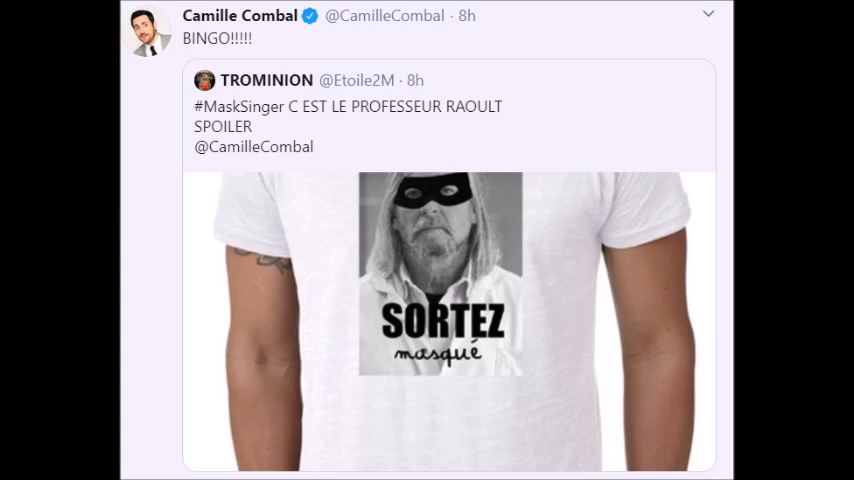 Camille Combal @CamilleCombal · 8h
BINGO!!!!!
TROMINION @Etoile2M · 8h
#MaskSinger C EST LE PROFESSEUR RAOULT
SPOILER
@CamilleCombal
SORTEZ
masqué